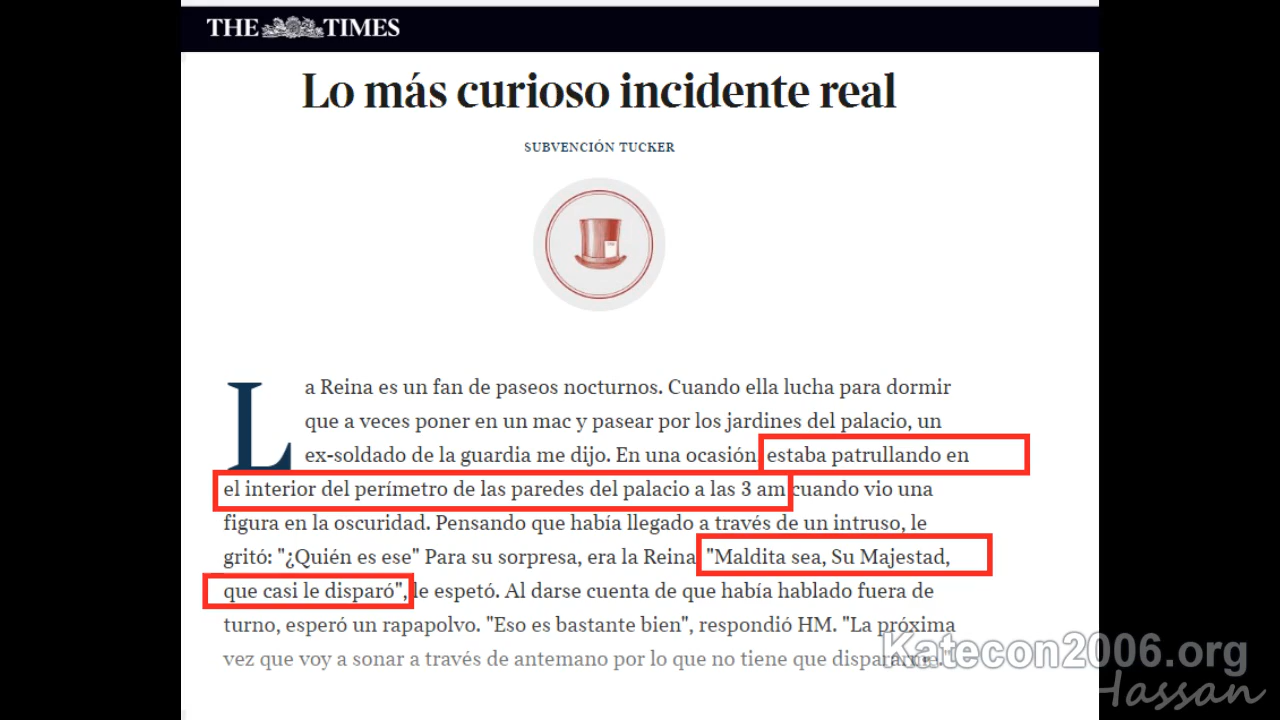 THE TIMES
Lo más curioso incidente real
SUBVENCIÓN TUCKER
La Reina es un fan de paseos nocturnos. Cuando ella lucha para dormir
que a veces poner en un mac y pasear por los jardines del palacio, un
ex-soldado de la guardia me dijo. En una ocasión, estaba patrullando en
el interior del perímetro de las paredes del palacio a las 3 am cuando vio una
figura en la oscuridad. Pensando que había llegado a través de un intruso, le
gritó: "¿Quién es ese" Para su sorpresa, era la Reina. "Maldita sea, Su Majestad,
que casi le disparó", le espetó. Al darse cuenta de que había hablado fuera de
turno, esperó un rapapolvo. "Eso es bastante bien", respondió HM. "La próxima
vez que voy a sonar a través de antemano por lo que no tiene que dispararme."
Katecon2006.org
Hassan